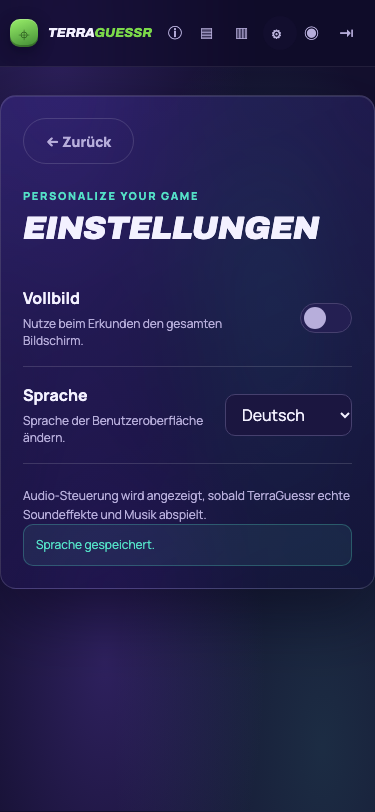 TERRAGUESSR
← Zurück
PERSONALIZE YOUR GAME
EINSTELLUNGEN
Vollbild
Nutze beim Erkunden den gesamten
Bildschirm.
Sprache
Sprache der Benutzeroberfläche
ändern.
Deutsch
Audio-Steuerung wird angezeigt, sobald TerraGuessr echte
Soundeffekte und Musik abspielt.
Sprache gespeichert.